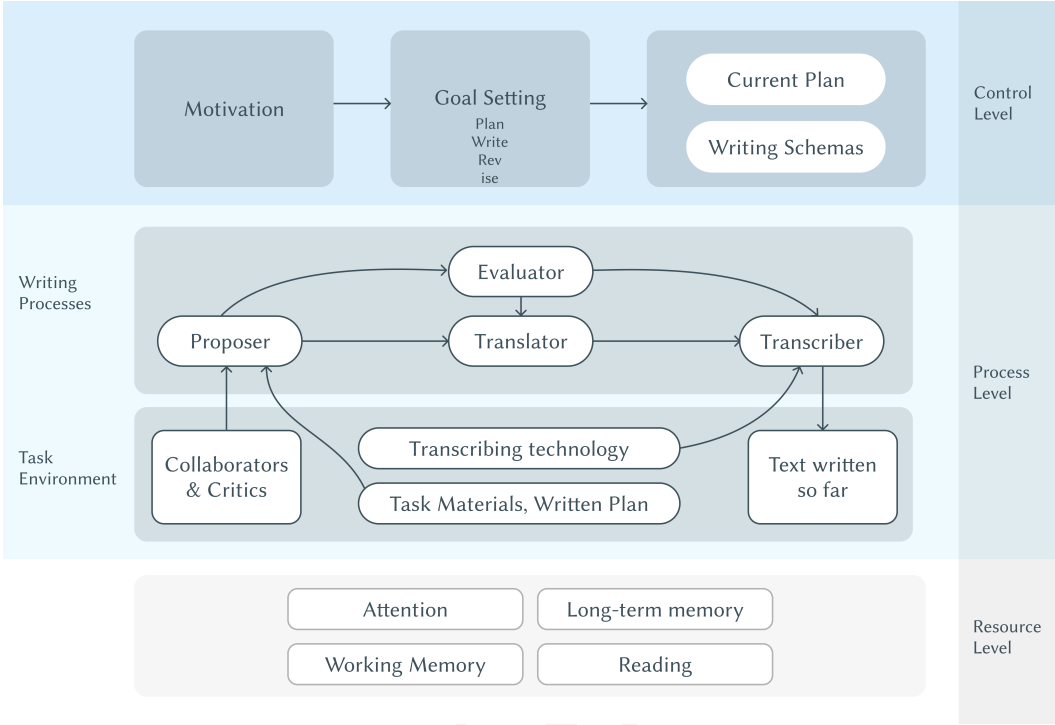 Motivation
Goal Setting
Plan
Write
Rev
ise
Current Plan
Writing Schemas
Control
Level
Writing
Processes
Evaluator
Proposer
Translator
Transcriber
Process
Level
Task
Environment
Collaborators
& Critics
Transcribing technology
Task Materials, Written Plan
Text written
so far
Attention
Long-term memory
Working Memory
Reading
Resource
Level